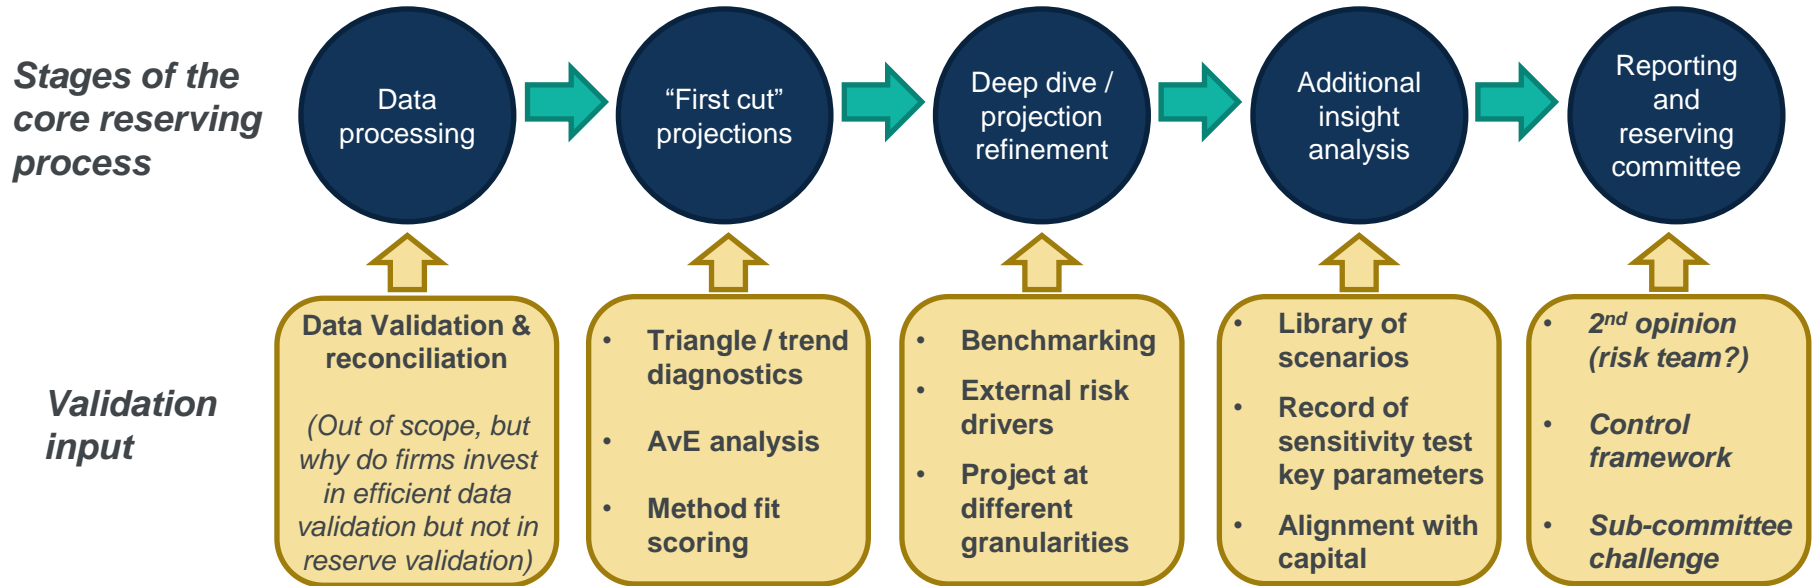 Stages of the
core reserving
process
Data
processing
“First cut”
projections
Deep dive /
projection
refinement
Additional
insight
analysis
Reporting
and
reserving
committee
Validation
input
Data Validation &
reconciliation
(Out of scope, but
why do firms invest
in efficient data
validation but not in
reserve validation)
• Triangle / trend
diagnostics
• AvE analysis
• Method fit
scoring
• Benchmarking
• External risk
drivers
• Project at
different
granularities
• Library of
scenarios
• Record of
sensitivity test
key parameters
• Alignment with
capital
• 2nd opinion
(risk team?)
• Control
framework
• Sub-committee
challenge